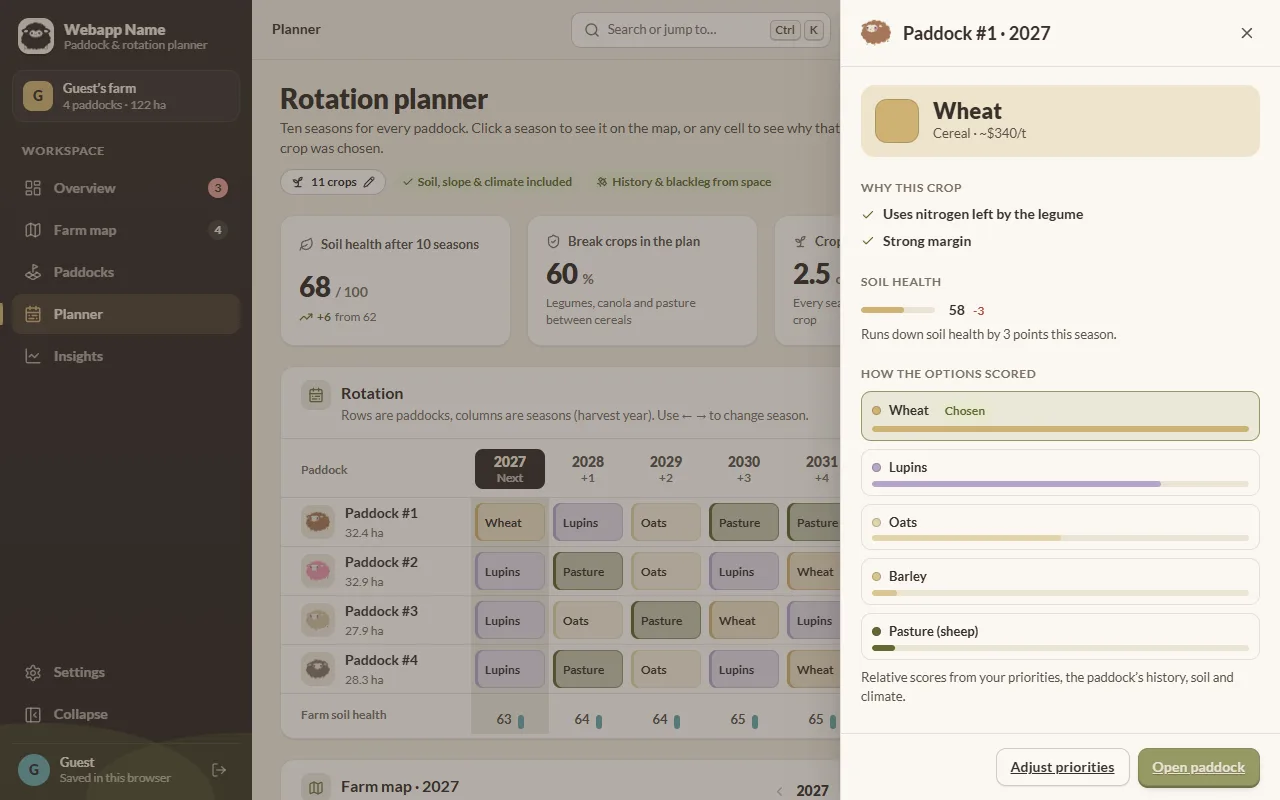 Webapp Name
Paddock & rotation planner
G
Guest's farm
4 paddocks · 122 ha
WORKSPACE
Overview
3
Farm map
4
Paddocks
Planner
Insights
Settings
Collapse
G
Guest
Saved in this browser
Planner
Search or jump to...
Ctrl
K
Rotation planner
Ten seasons for every paddock. Click a season to see it on the map, or any cell to see why that
crop was chosen.
11 crops
Soil, slope & climate included
History & blackleg from space
Soil health after 10 seasons
68 / 100
+6 from 62
Break crops in the plan
60 %
Legumes, canola and pasture
between cereals
2.5
crop
Rotation
Rows are paddocks, columns are seasons (harvest year). Use ← → to change season.
Paddock
2027
Next
2028
+1
2029
+2
2030
+3
2031
+4
Paddock #1
32.4 ha
Wheat
Lupins
Oats
Pasture
Pasture
Paddock #2
32.9 ha
Lupins
Pasture
Oats
Lupins
Wheat
Paddock #3
27.9 ha
Lupins
Oats
Pasture
Wheat
Lupins
Paddock #4
28.3 ha
Lupins
Pasture
Oats
Lupins
Wheat
Farm soil health
63
64
64
65
65
Farm map · 2027
2027
Paddock #1 · 2027
Wheat
Cereal · ~$340/t
WHY THIS CROP
Uses nitrogen left by the legume
Strong margin
SOIL HEALTH
58 -3
Runs down soil health by 3 points this season.
HOW THE OPTIONS SCORED
Wheat Chosen
Lupins
Oats
Barley
Pasture (sheep)
Relative scores from your priorities, the paddock's history, soil and
climate.
Adjust priorities
Open paddock